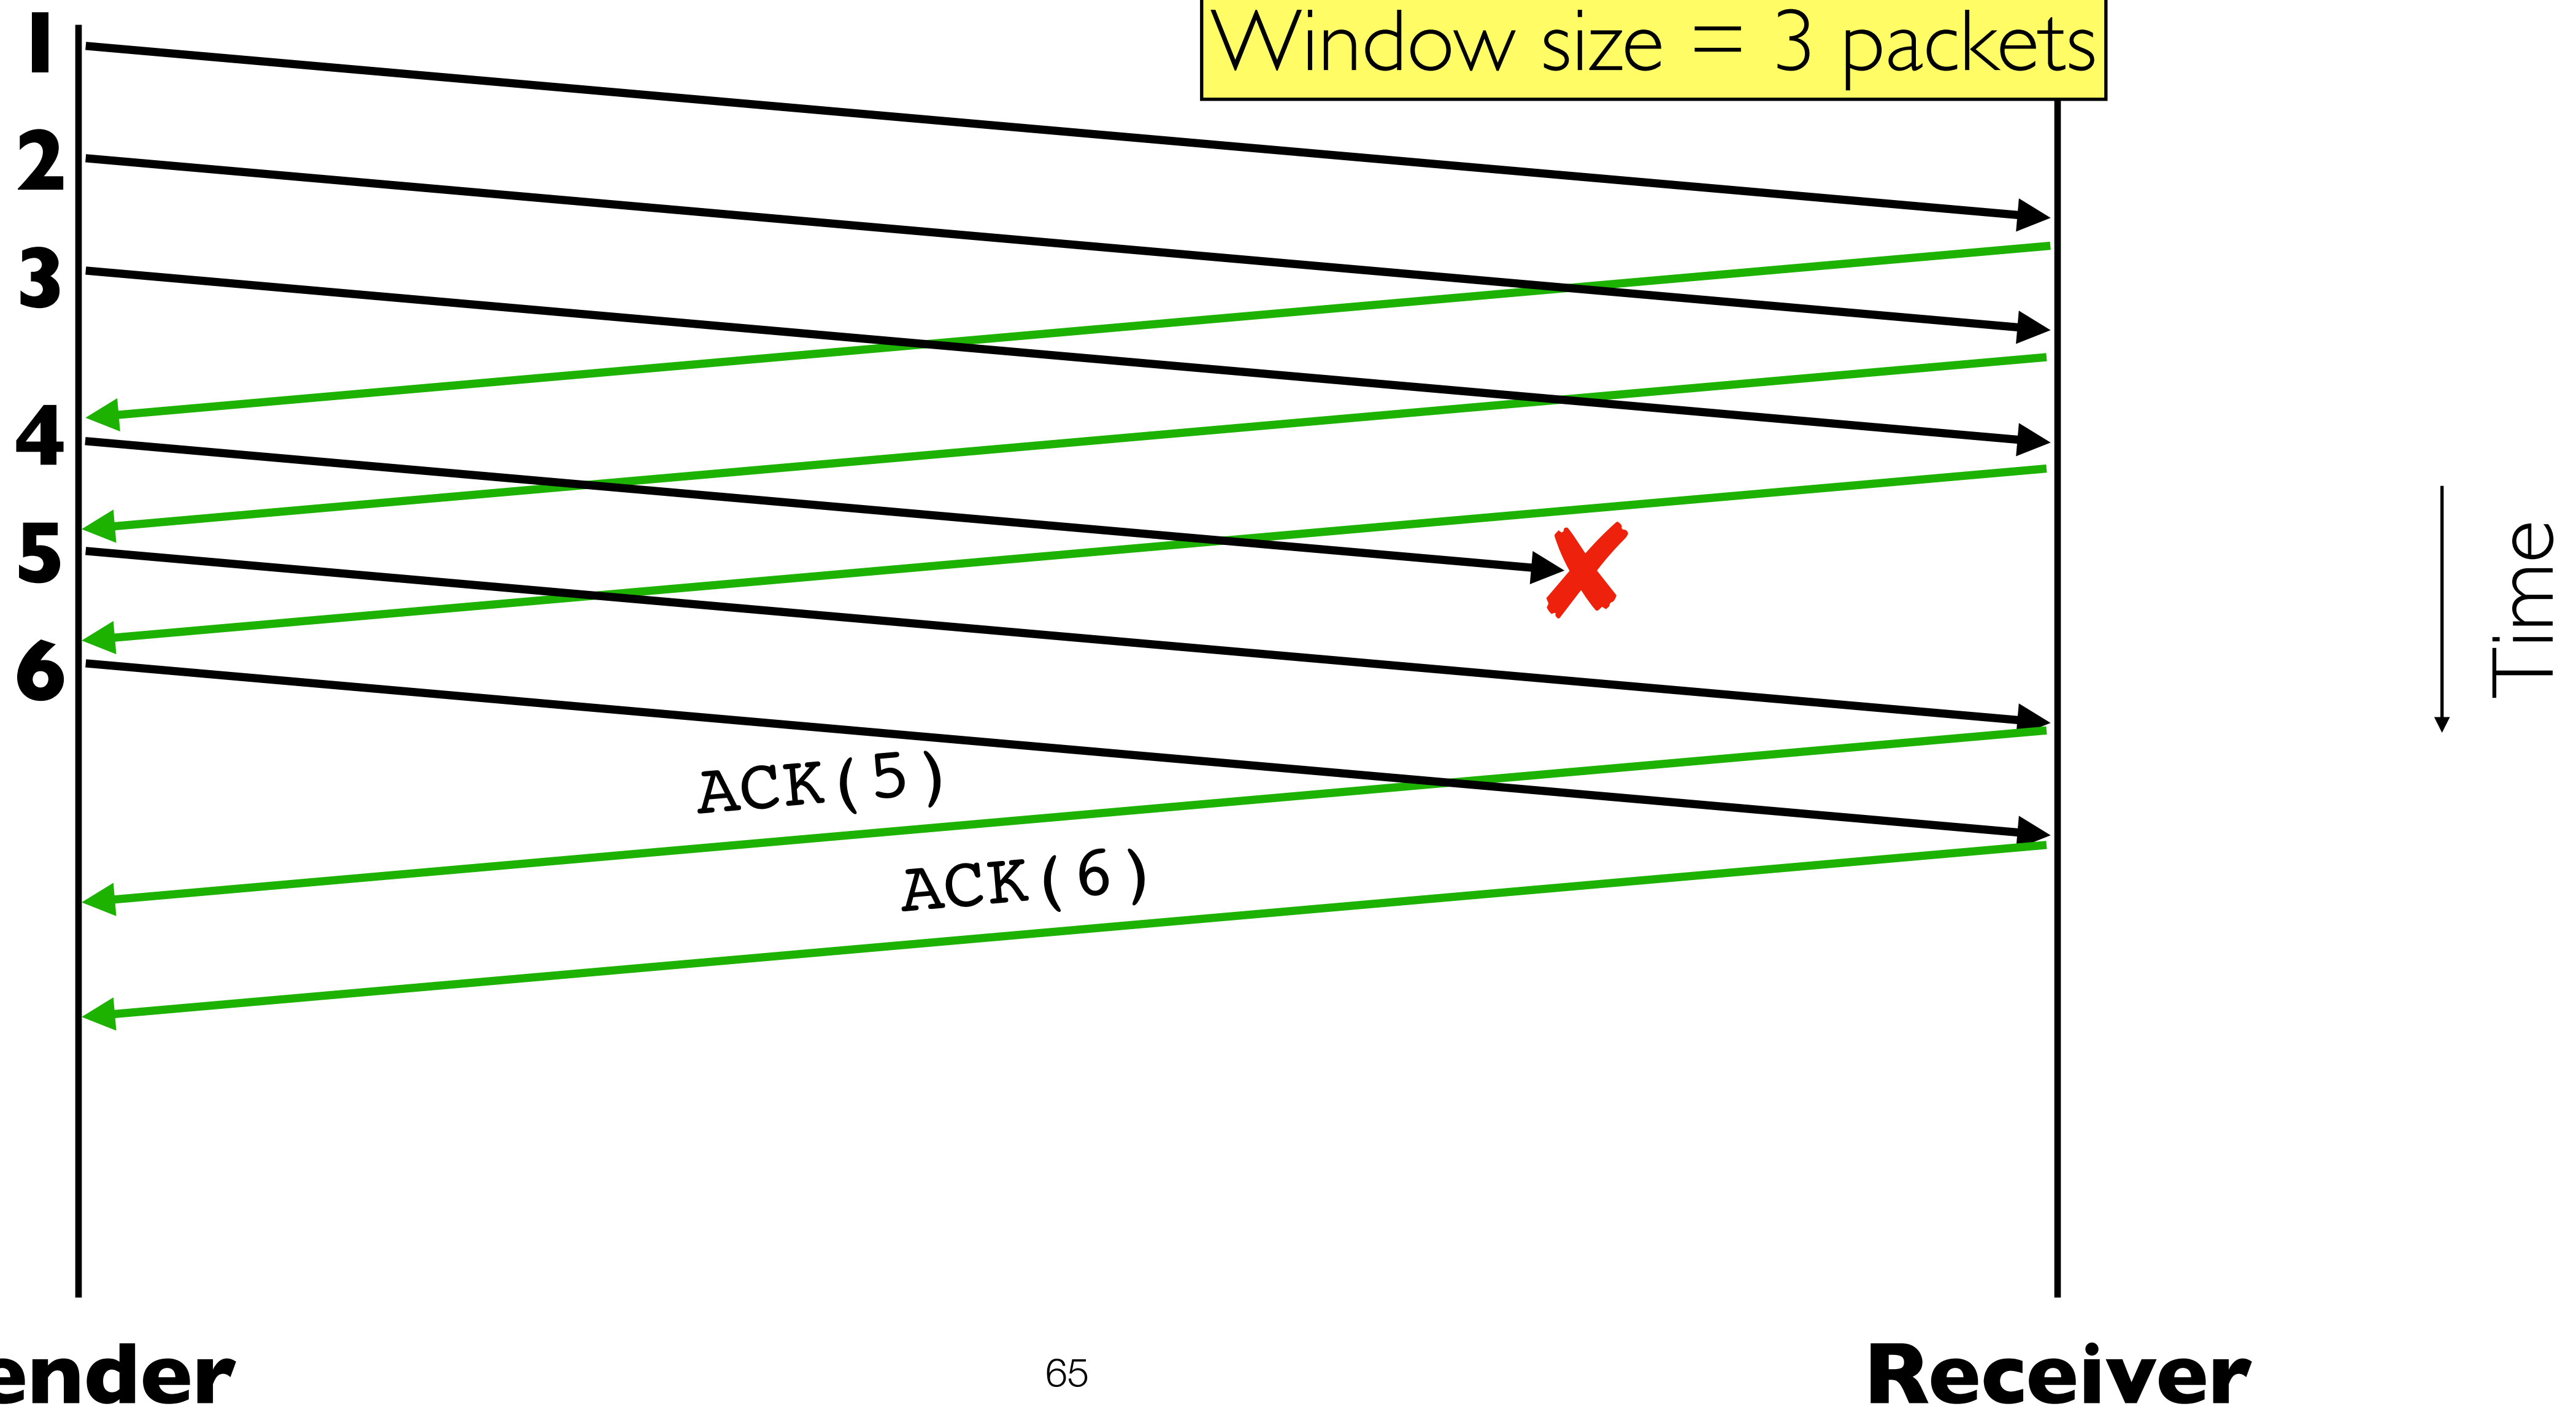 Window size = 3 packets
1
2
3
4
5
6
Time
ACK(5)
ACK(6)
ender
65
Receiver